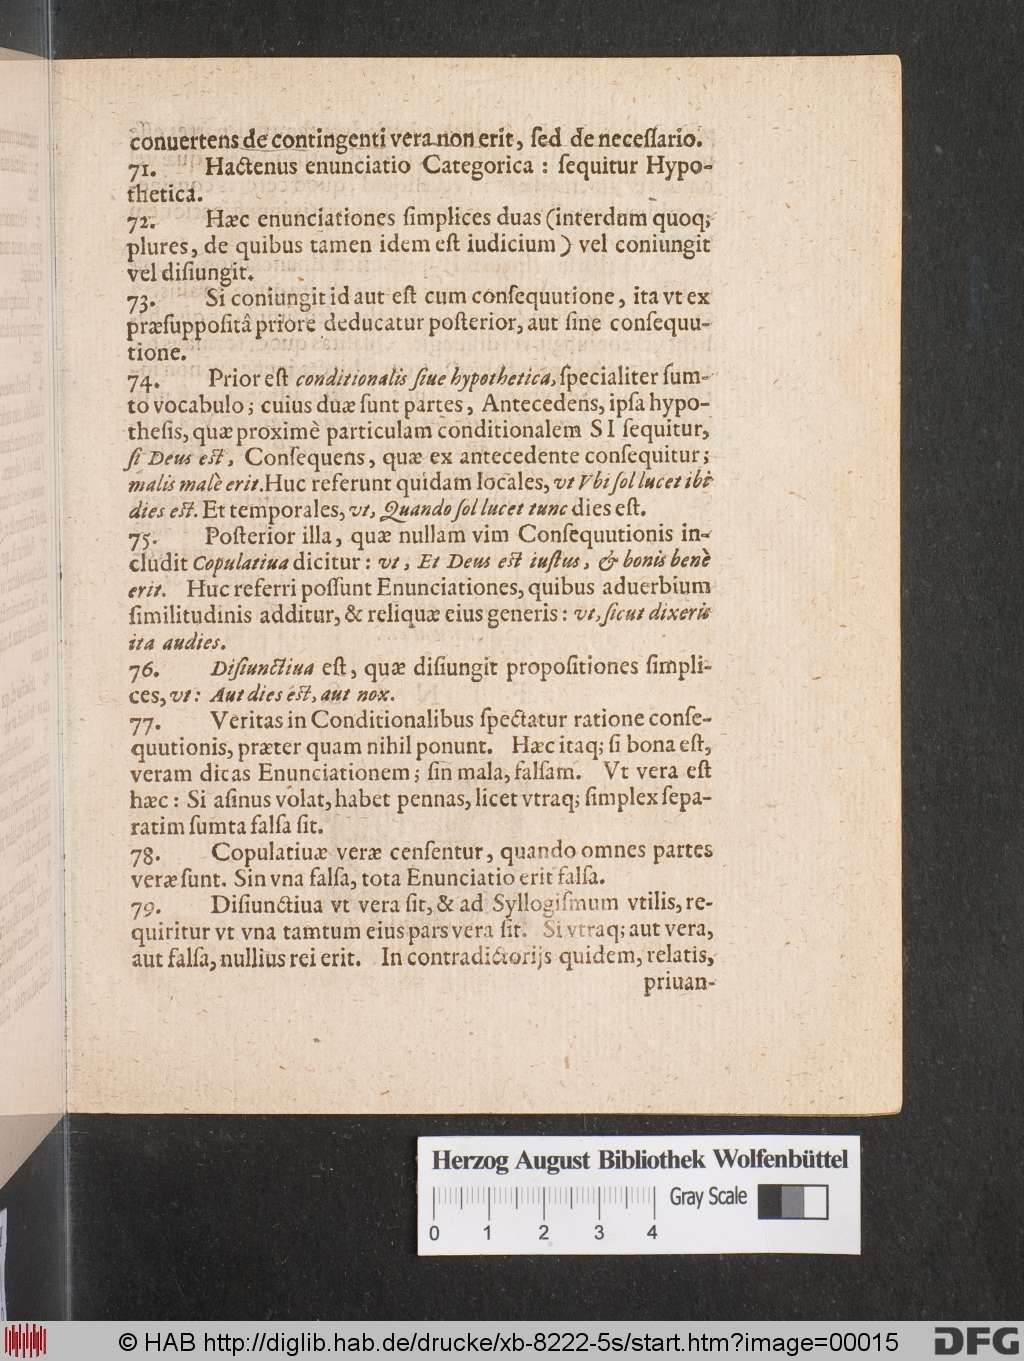 conuertens de contingenti vera non erit, ſed de neceſſario.
71. Hactenus enunciatio Categorica : ſequitur Hypo-
thetica.
72. Hæc enunciationes ſimplices duas (interdum quoq;
plures, de quibus tamen idem eſt iudicium) vel coniungit
vel diſiungit.
73. Si coniungit id aut eſt cum conſequutione, ita vt ex
præſuppoſitâ priore deducatur poſterior, aut ſine conſequu-
tione.
74. Prior eſt conditionalis ſiue hypothetica, ſpecialiter ſum-
to vocabulo; cuius duæ ſunt partes, Antecedens, ipſa hypo-
theſis, quæ proximè particulam conditionalem SI ſequitur,
ſi Deus eſt, Conſequens, quæ ex antecedente conſequitur;
malis malè erit. Huc referunt quidam locales, vt Vbi ſol lucet ibi
dies eſt. Et temporales, vt, Quando ſol lucet tunc dies eſt.
75. Poſterior illa, quæ nullam vim Conſequutionis in-
cludit Copulatiua dicitur: vt, Et Deus eſt iuſtus, & bonis benè
erit. Huc referri poſſunt Enunciationes, quibus aduerbium
ſimilitudinis additur, & reliquæ eius generis: vt, ſicut dixeris
ita audies.
76. Diſiunctiua eſt, quæ diſiungit propoſitiones ſimpli-
ces, vt: Aut dies eſt, aut nox.
77. Veritas in Conditionalibus ſpectatur ratione conſe-
quutionis, præter quam nihil ponunt. Hæc itaq; ſi bona eſt,
veram dicas Enunciationem; ſin mala, falſam. Vt vera eſt
hæc: Si aſinus volat, habet pennas, licet vtraq; ſimplex ſepa-
ratim ſumta falſa ſit.
78. Copulatiuæ veræ cenſentur, quando omnes partes
veræ ſunt. Sin vna falſa, tota Enunciatio erit falſa.
79. Diſiunctiua vt vera ſit, & ad Syllogiſmum vtilis, re-
quiritur vt vna tamtum eius pars vera ſit. Si vtraq; aut vera,
aut falſa, nullius rei erit. In contradictorijs quidem, relatis,
priuan-
Herzog August Bibliothek Wolfenbüttel
Gray Scale
0 1 2 3 4
© HAB http://diglib.hab.de/drucke/xb-8222-5s/start.htm?image=00015
DFG